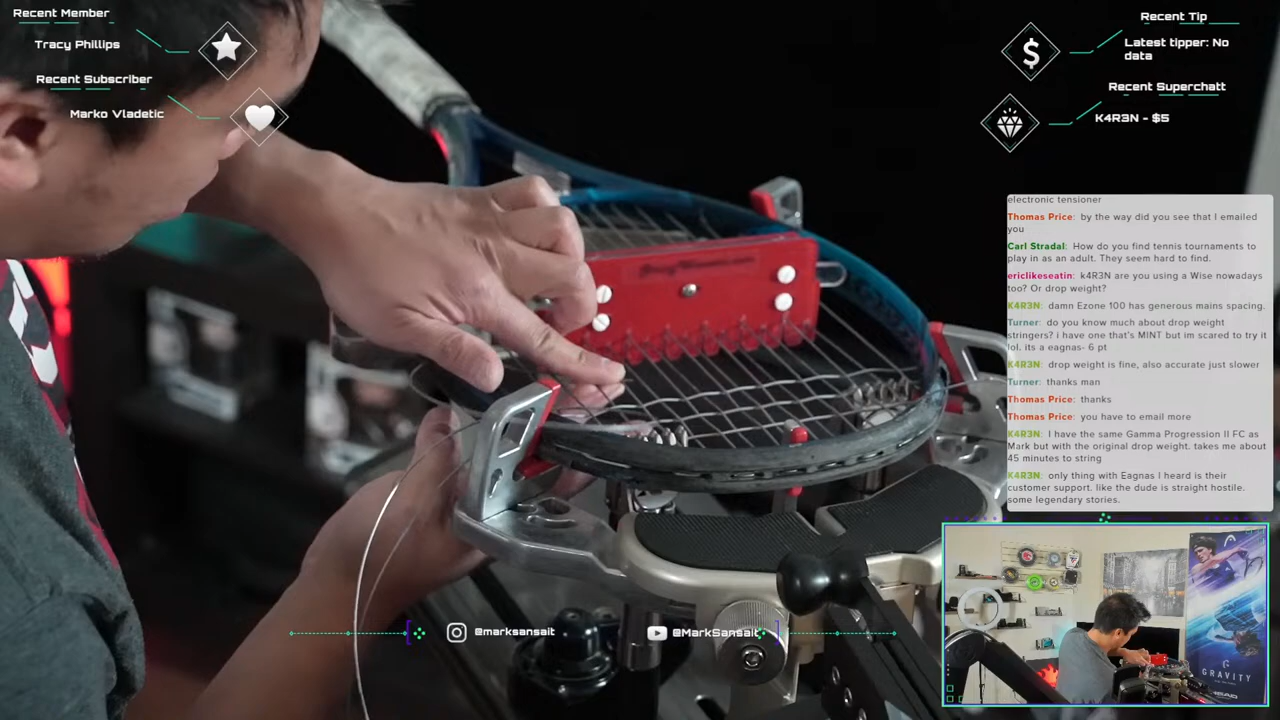 Recent Member
Tracy Phillips
Recent Subscriber
Marko Vladetic
Recent Tip
Latest tipper: No
data
Recent Superchatt
K4R3N - $5
electronic tensioner
Thomas Price: by the way did you see that I emailed
you
Carl Stradal: How do you find tennis tournaments to
play in as an adult. They seem hard to find.
ericlikeseatin: k4R3N are you using a Wise nowadays
too? Or drop weight?
K4R3N: damn Ezone 100 has generous mains spacing.
Turner: do you know much about drop weight
stringers? i have one that's MINT but im scared to try it
lol. its a eagnas- 6 pt
K4R3N: drop weight is fine, also accurate just slower
Turner: thanks man
Thomas Price: thanks
Thomas Price: you have to email more
K4R3N: I have the same Gamma Progression II FC as
Mark but with the original drop weight. takes me about
45 minutes to string
K4R3N: only thing with Eagnas I heard is their
customer support. like the dude is straight hostile.
some legendary stories.
@marksansait
@MarkSansait
GRAVITY
HEAD